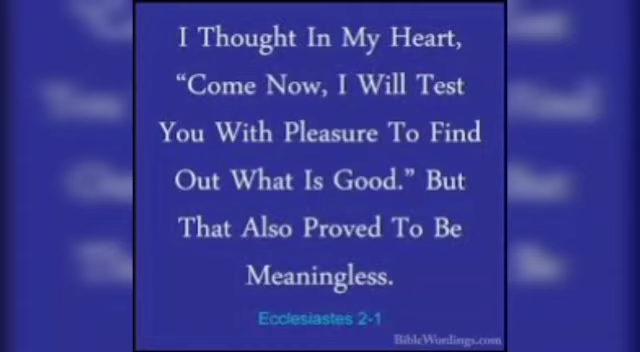 I Thought In My Heart,
“Come Now, I Will Test
You With Pleasure To Find
Out What Is Good.” But
That Also Proved To Be
Meaningless.
Ecclesiastes 2-1
BibleWordings.com